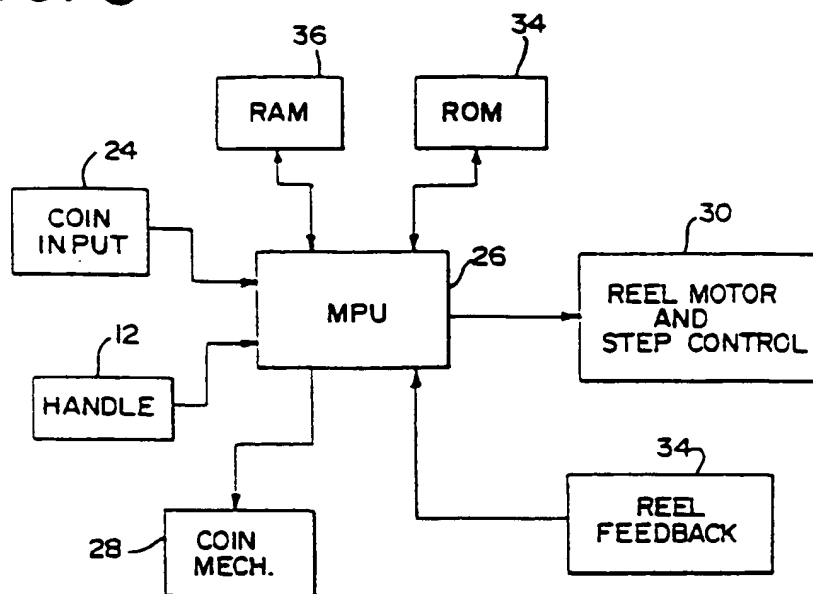 36
34
RAM
ROM
24
COIN
INPUT
26
MPU
30
REEL MOTOR
AND
STEP CONTROL
12
HANDLE
34
REEL
FEEDBACK
28
COIN
MECH.